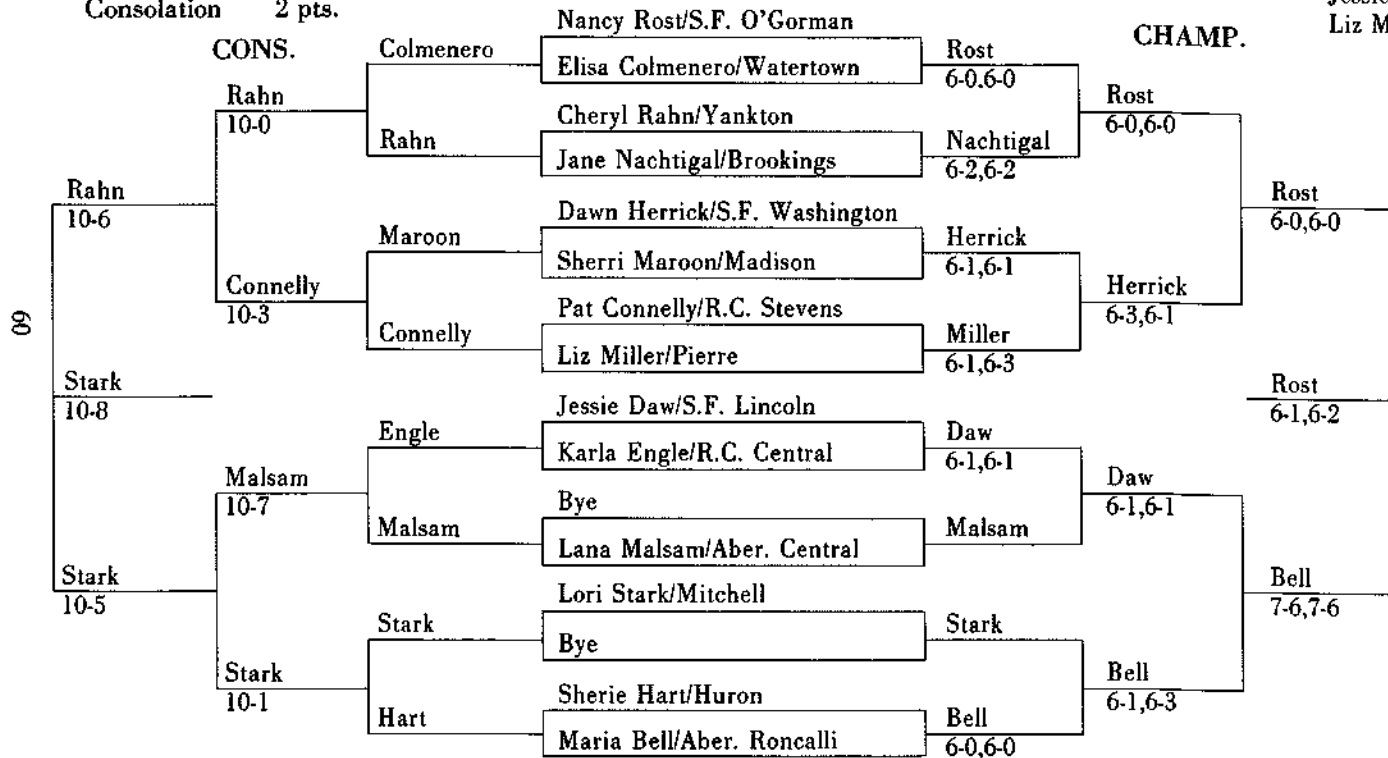 Consolation 2 pts.
Jessie
Liz M
CONS.
CHAMP.
Nancy Rost/S.F. O'Gorman
Colmenero
Elisa Colmenero/Watertown
Rost
6-0.6-0
Rahn
10-0
Rost
6-0,6-0
Cheryl Rahn/Yankton
Rahn
Jane Nachtigal/Brookings
Nachtigal
6-2,6-2
Rahn
10-6
Rost
6-0,6-0
Dawn Herrick/S.F. Washington
Maroon
Sherri Maroon/Madison
Herrick
6-1,6-1
Connelly
10-3
Herrick
6-3,6-1
Pat Connelly/R.C. Stevens
Connelly
Liz Miller/Pierre
Miller
6-1,6-3
60
Stark
10-8
Rost
6-1,6-2
Jessie Daw/S.F. Lincoln
Engle
Karla Engle/R.C. Central
Daw
6-1,6-1
Malsam
10-7
Daw
6-1,6-1
Bye
Malsam
Lana Malsam/Aber. Central
Malsam
Stark
10-5
Bell
7-6,7-6
Lori Stark/Mitchell
Stark
Bye
Stark
Stark
10-1
Bell
6-1,6-3
Sherie Hart/Huron
Hart
Maria Bell/Aber. Roncalli
Bell
6-0,6-0